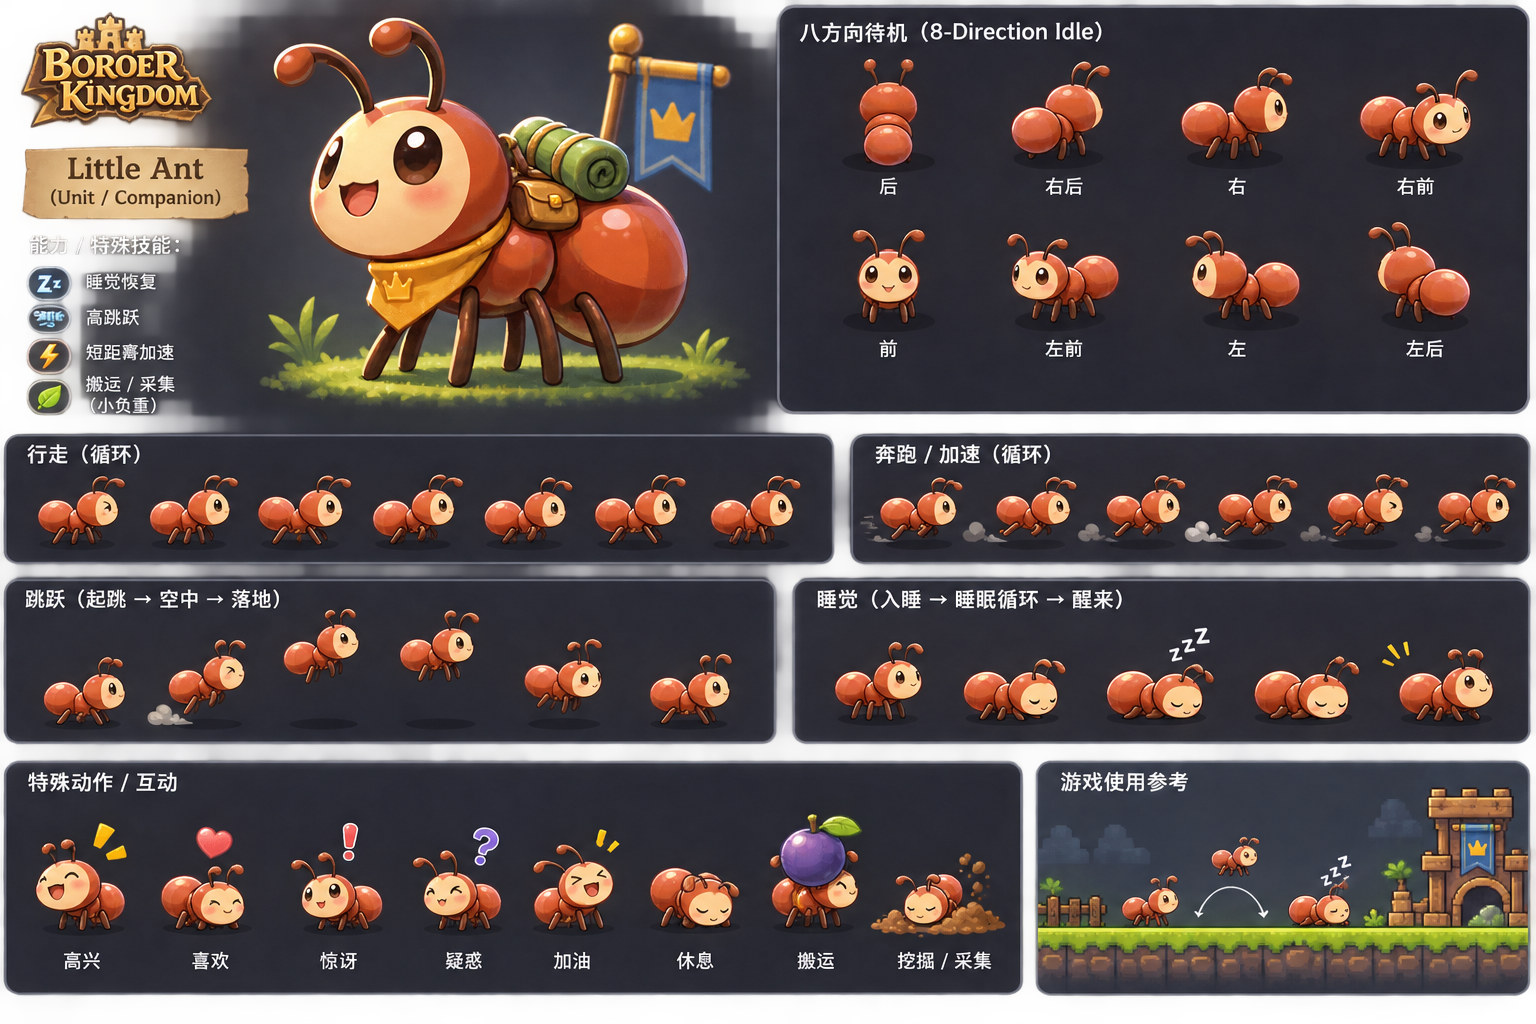 BOROER
KINGDOM
Little Ant
(Unit / Companion)
能力 / 特殊技能:
Zz
睡觉恢复
高跳跃
加速
搬运 / 采集
(小负重)
八方向待机(8-Direction Idle)
后
右后
右
右前
前
左前
左
左后
行走(循环)
奔跑 / 加速(循环)
跳跃(起跳 → 空中 → 落地)
睡觉(入睡 → 睡眠循环 → 醒来)
zzZ
特殊动作 / 互动
!
?
高兴
喜欢
惊讶
疑惑
加油
休息
搬运
挖掘 / 采集
游戏使用参考
zzZ